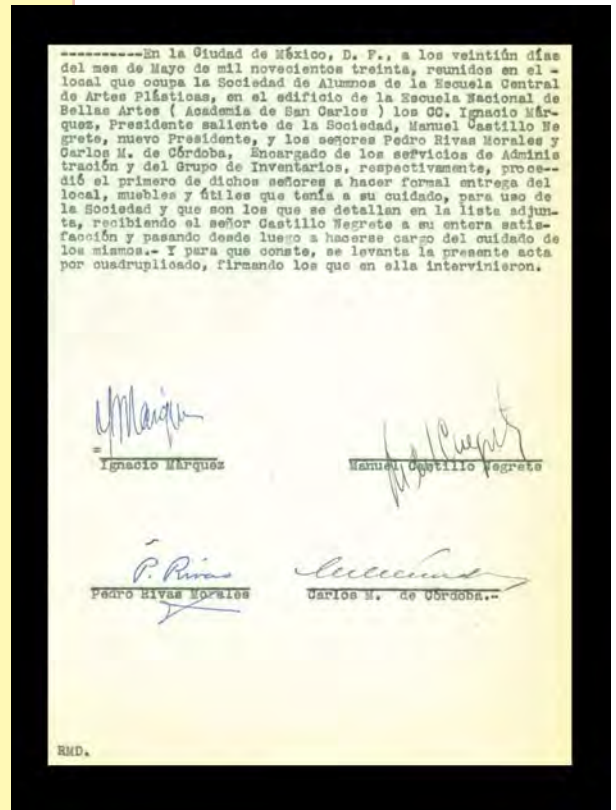 ----------En la Ciudad de México, D. F., a los veintiún días
del mes de Mayo de mil novecientos treinta, reunidos en el -
local que ocupa la Sociedad de Alumnos de la Escuela Central
de Artes Plásticas, en el edificio de la Escuela Nacional de
Bellas Artes ( Academia de San Carlos ) los CC. Ignacio Már-
quez, Presidente saliente de la Sociedad, Manuel Castillo Ne
grete, nuevo Presidente, y los señores Pedro Rivas Morales y
Carlos M. de Córdoba, Encargado de los servicios de Adminis
tración y del Grupo de Inventarios, respectivamente, proce--
dió el primero de dichos señores a hacer formal entrega del
local, muebles y útiles que tenía a su cuidado, para uso de
la Sociedad y que son los que se detallan en la lista adjun-
ta, recibiendo el señor Castillo Negrete a su entera satis-
facción y pasando desde luego a hacerse cargo del cuidado de
los mismos.- Y para que conste, se levanta la presente acta
por cuadruplicado, firmando los que en ella intervinieron.
=
Ignacio Márquez
Manuel Castillo Negrete
P. Rivas
Pedro Rivas Morales
Carlos M. de Córdoba.-
RMD.